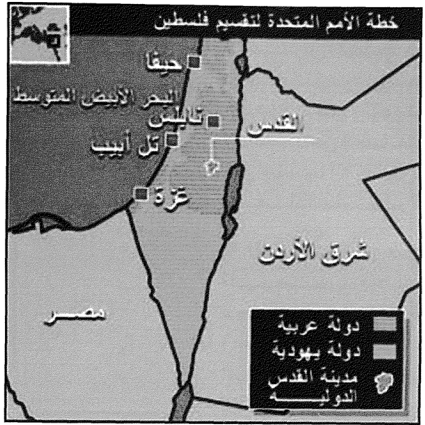 خطة الأمم المتحدة لتقسيم فلسطين
حيفا
البحر الأبيض المتوسط
نابلس
القدس
تل أبيب
غزة
شرق الأردن
مصر
دولة عربية
دولة يهودية
مدينة القدس
الدولية